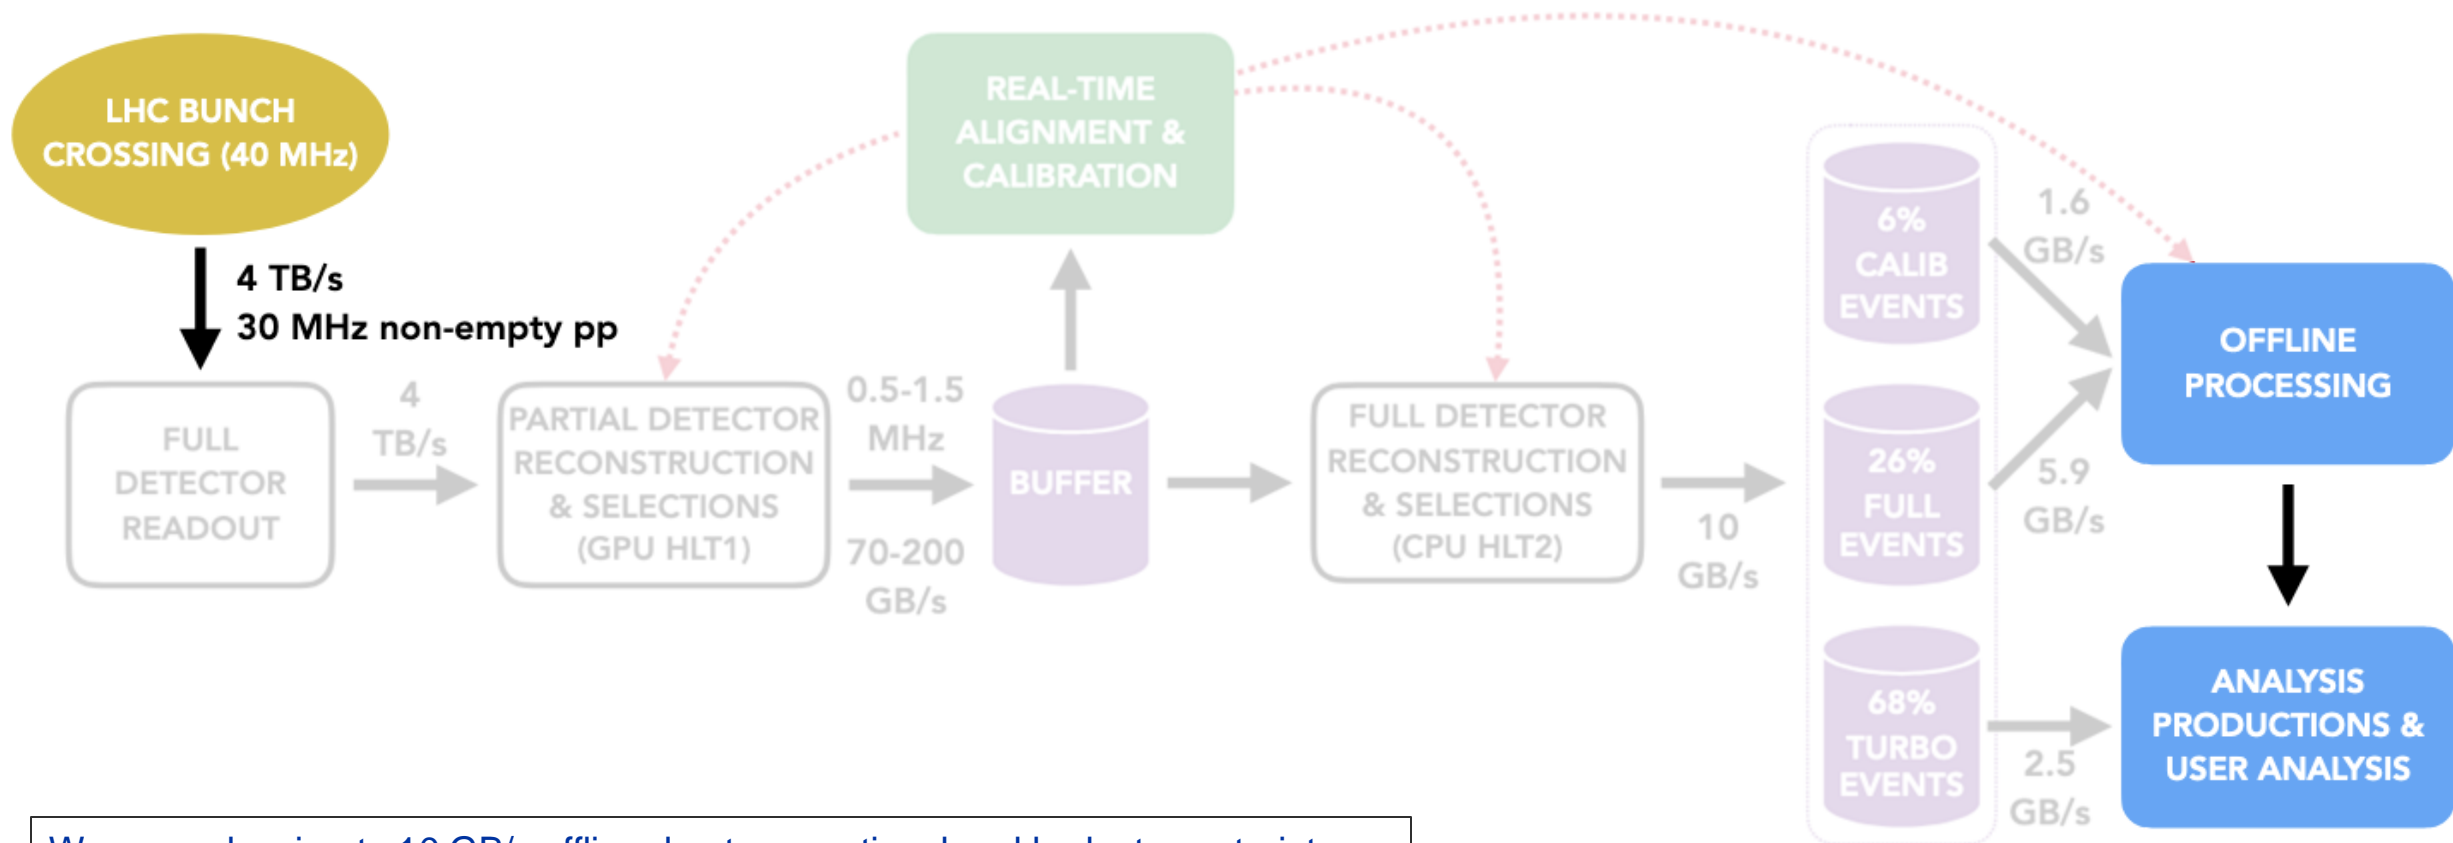 LHC BUNCH
CROSSING (40 MHz)
4 TB/s
30 MHz non-empty pp
FULL
DETECTOR
READOUT
4
TB/s
PARTIAL DETECTOR
RECONSTRUCTION
& SELECTIONS
(GPU HLT1)
REAL-TIME
ALIGNMENT &
CALIBRATION
0.5-1.5
MHz
70-200
GB/s
BUFFER
FULL DETECTOR
RECONSTRUCTION
& SELECTIONS
(CPU HLT2)
10
GB/s
6%
CALIB
EVENTS
1.6
GB/s
26%
FULL
EVENTS
5.9
GB/s
68%
TURBO
EVENTS
2.5
GB/s
OFFLINE
PROCESSING
ANALYSIS
PRODUCTIONS &
USER ANALYSIS
10 GB/s offline